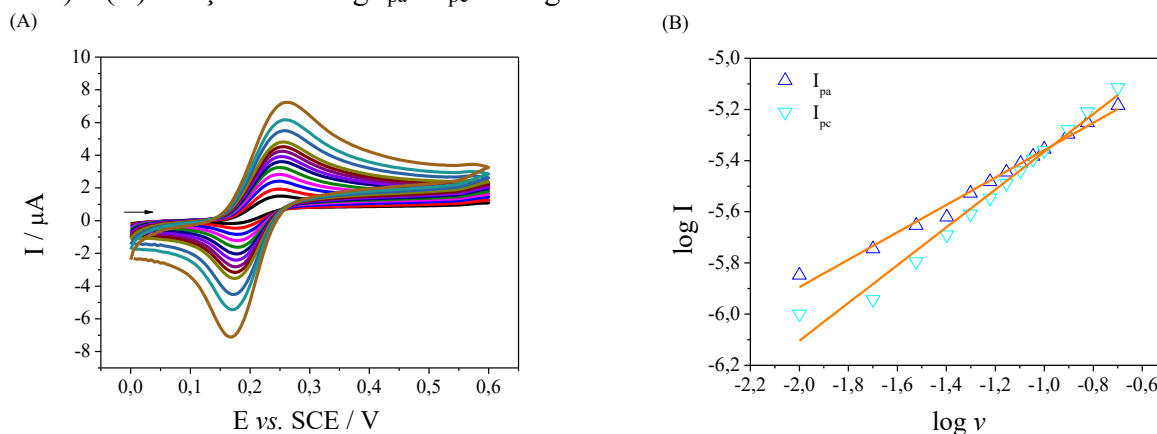 (A)
(B)
10
8
6
4
2
0
-2
-4
-6
-8
I / μA
0,0 0,1 0,2 0,3 0,4 0,5 0,6
E vs. SCE / V
-5,0
-5,2
-5,4
-5,6
-5,8
-6,0
-6,2
log I
I pa
I pc
-2,2 -2,0 -1,8 -1,6 -1,4 -1,2 -1,0 -0,8 -0,6
log v